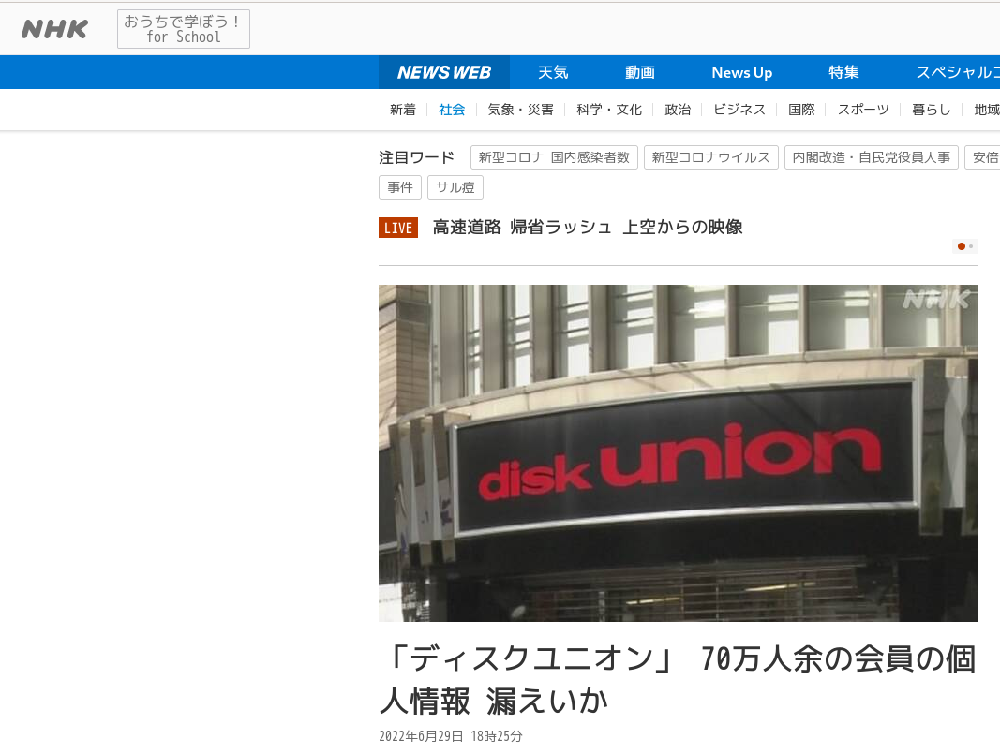 NHK
おうちで学ぼう！
for School
NEWS WEB 天気 動画 News Up 特集
新着 社会 気象・災害 科学・文化 政治 ビジネス 国際 スポーツ 暮らし 地域
注目ワード 新型コロナ 国内感染者数 新型コロナウイルス 内閣改造・自民党役員人事 安倍
事件 サル痘
LIVE 高速道路 帰省ラッシュ 上空からの映像
NHK
disk union
「ディスクユニオン」 70万人余の会員の個
人情報 漏えいか
2022年6月29日 18時25分